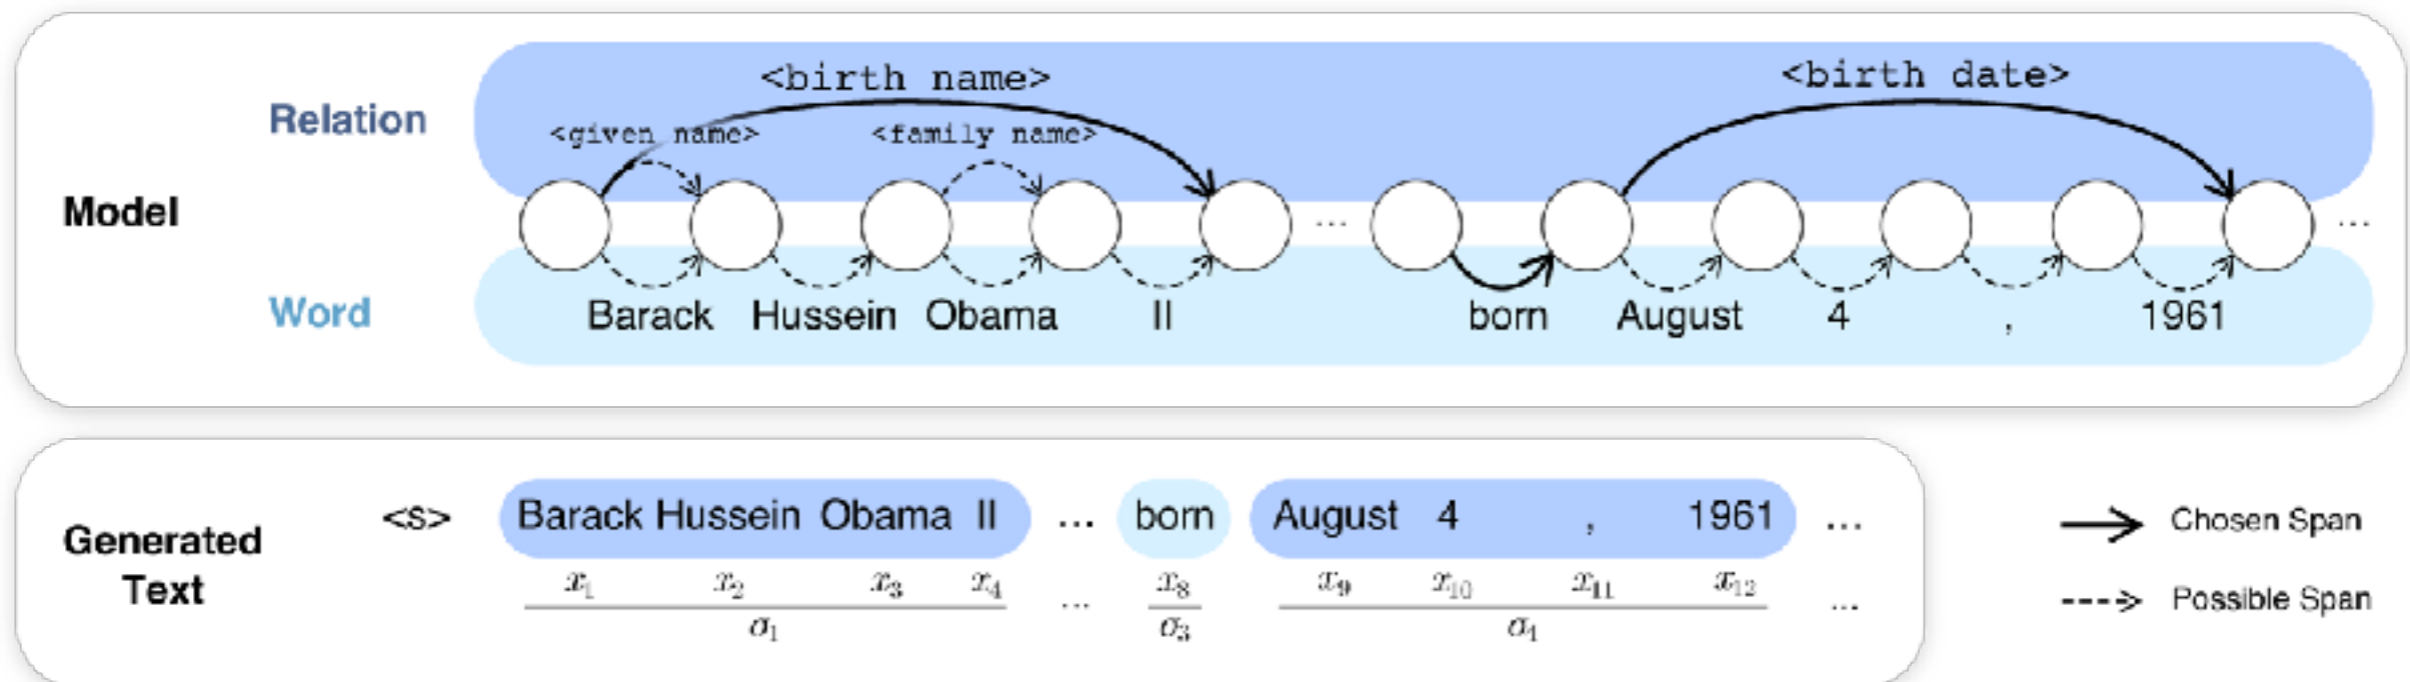 <birth name> <birth date>
Relation
<given name> <family name>
Model
... ...
Word
Barack Hussein Obama II born August 4 , 1961
Generated Text
<s> Barack Hussein Obama II ... born August 4 , 1961 ...
x₁ x₂ x₃ x₄ ... x₈ x₉ x₁₀ x₁₁ x₁₂ ...
σ₁ σ₃ σ₄
Chosen Span
Possible Span